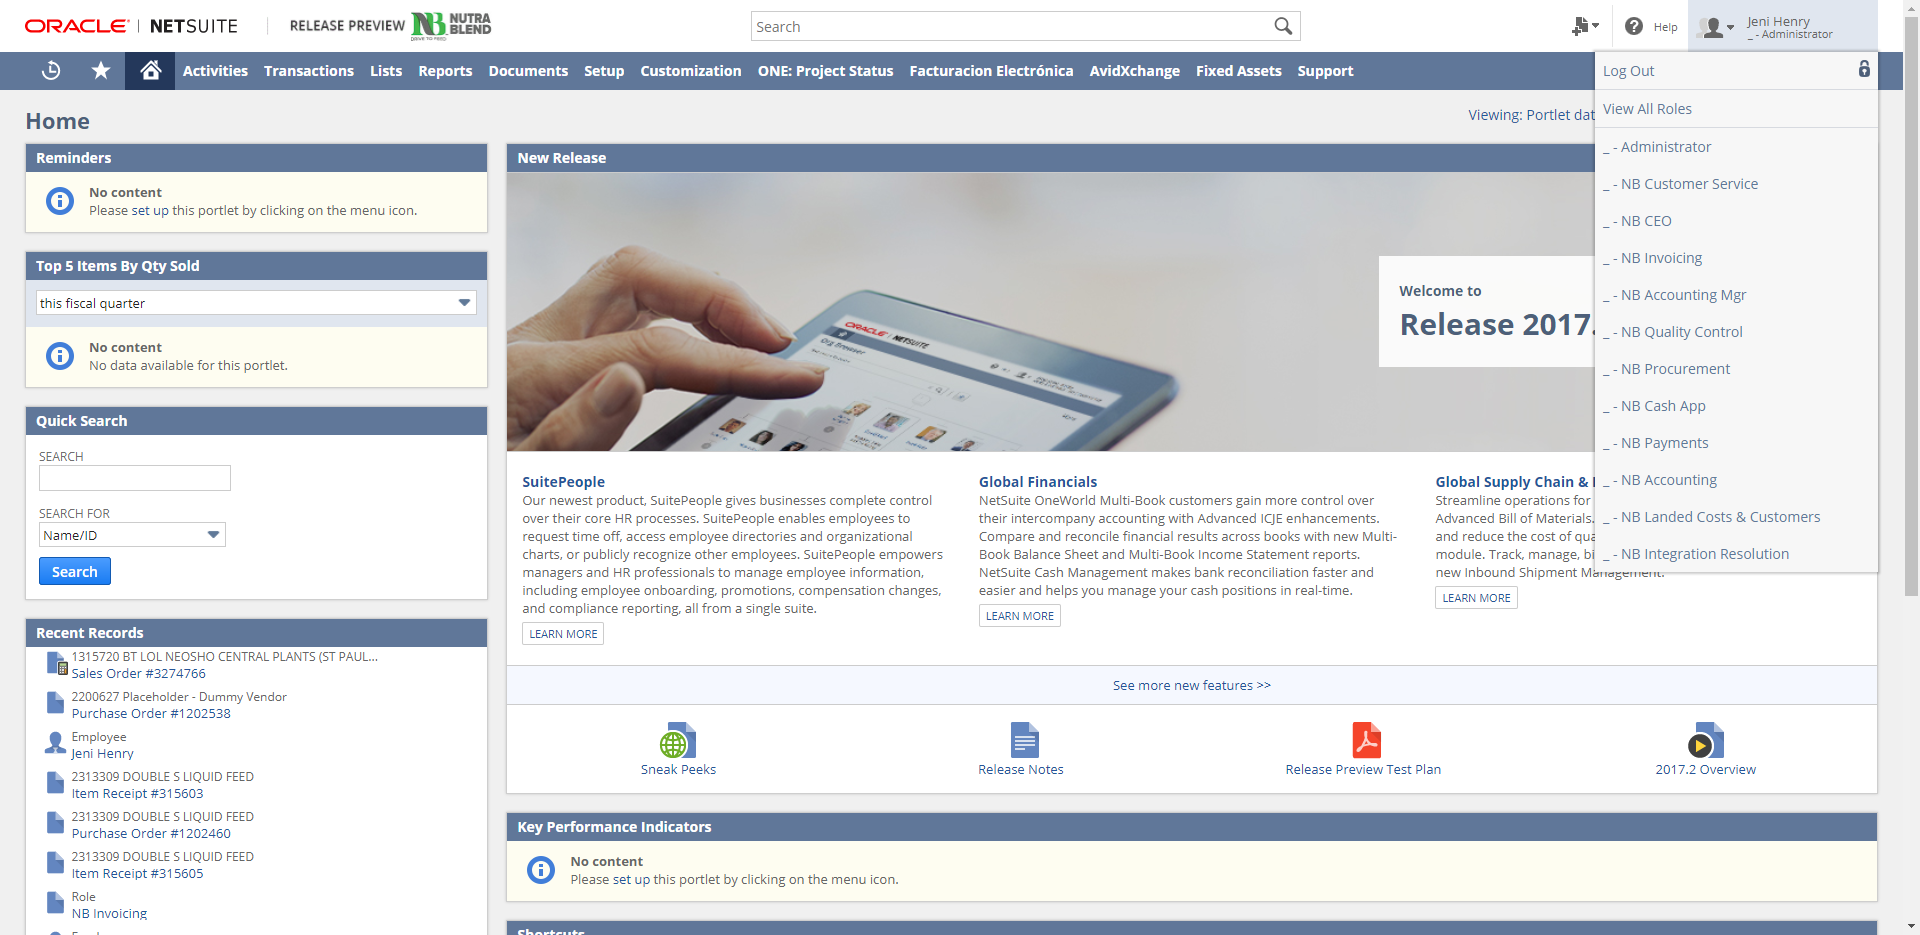 ORACLE | NETSUITE
RELEASE PREVIEW
NB NUTRA BLEND
Search
Help
Jeni Henry
_ - Administrator
Activities Transactions Lists Reports Documents Setup Customization ONE: Project Status Facturacion Electrónica AvidXchange Fixed Assets Support
Log Out
View All Roles
_ - Administrator
_ - NB Customer Service
_ - NB CEO
_ - NB Invoicing
_ - NB Accounting Mgr
_ - NB Quality Control
_ - NB Procurement
_ - NB Cash App
_ - NB Payments
_ - NB Accounting
_ - NB Landed Costs & Customers
_ - NB Integration Resolution
Home
Viewing: Portlet dat
Reminders
No content
Please set up this portlet by clicking on the menu icon.
Top 5 Items By Qty Sold
this fiscal quarter
No content
No data available for this portlet.
Quick Search
SEARCH
SEARCH FOR
Name/ID
Search
Recent Records
1315720 BT LOL NEOSHO CENTRAL PLANTS (ST PAUL...
Sales Order #3274766
2200627 Placeholder - Dummy Vendor
Purchase Order #1202538
Employee
Jeni Henry
2313309 DOUBLE S LIQUID FEED
Item Receipt #315603
2313309 DOUBLE S LIQUID FEED
Purchase Order #1202460
2313309 DOUBLE S LIQUID FEED
Item Receipt #315605
Role
NB Invoicing
New Release
ORACLE | NETSUITE
Org Browser
Welcome to
Release 2017.
SuitePeople
Our newest product, SuitePeople gives businesses complete control
over their core HR processes. SuitePeople enables employees to
request time off, access employee directories and organizational
charts, or publicly recognize other employees. SuitePeople empowers
managers and HR professionals to manage employee information,
including employee onboarding, promotions, compensation changes,
and compliance reporting, all from a single suite.
LEARN MORE
Global Financials
NetSuite OneWorld Multi-Book customers gain more control over
their intercompany accounting with Advanced ICJE enhancements.
Compare and reconcile financial results across books with new Multi-
Book Balance Sheet and Multi-Book Income Statement reports.
NetSuite Cash Management makes bank reconciliation faster and
easier and helps you manage your cash positions in real-time.
LEARN MORE
Global Supply Chain &
Streamline operations for
Advanced Bill of Materials.
and reduce the cost of qua
module. Track, manage, bi
new Inbound Shipment Management.
LEARN MORE
See more new features >>
Sneak Peeks
Release Notes
Release Preview Test Plan
2017.2 Overview
Key Performance Indicators
No content
Please set up this portlet by clicking on the menu icon.
Shortcuts